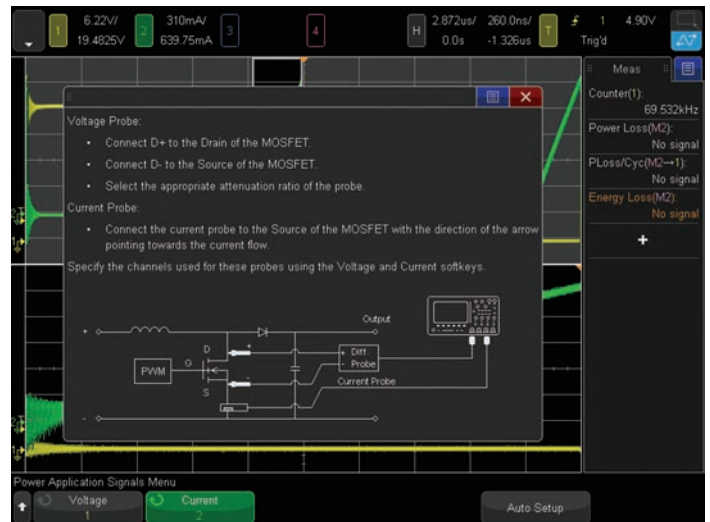 1 6.22V/ 19.4825V 2 310mA/ 639.75mA 3 4 H 2.872us/ 0.0s 260.0ns/ -1.326us T 1 4.90V Trig'd
Meas
Counter(1):
69.532kHz
Power Loss(M2):
No signal
PLoss/Cyc(M2→1):
No signal
Energy Loss(M2):
No signal
+
Voltage Probe:
• Connect D+ to the Drain of the MOSFET.
• Connect D- to the Source of the MOSFET.
• Select the appropriate attenuation ratio of the probe.
Current Probe:
• Connect the current probe to the Source of the MOSFET with the direction of the arrow
pointing towards the current flow.
Specify the channels used for these probes using the Voltage and Current softkeys.
Output
+
D
+
+ Diff.
- Probe
PWM
G
-
Current Probe
S
-
Power Application Signals Menu
Voltage
1
Current
2
Auto Setup